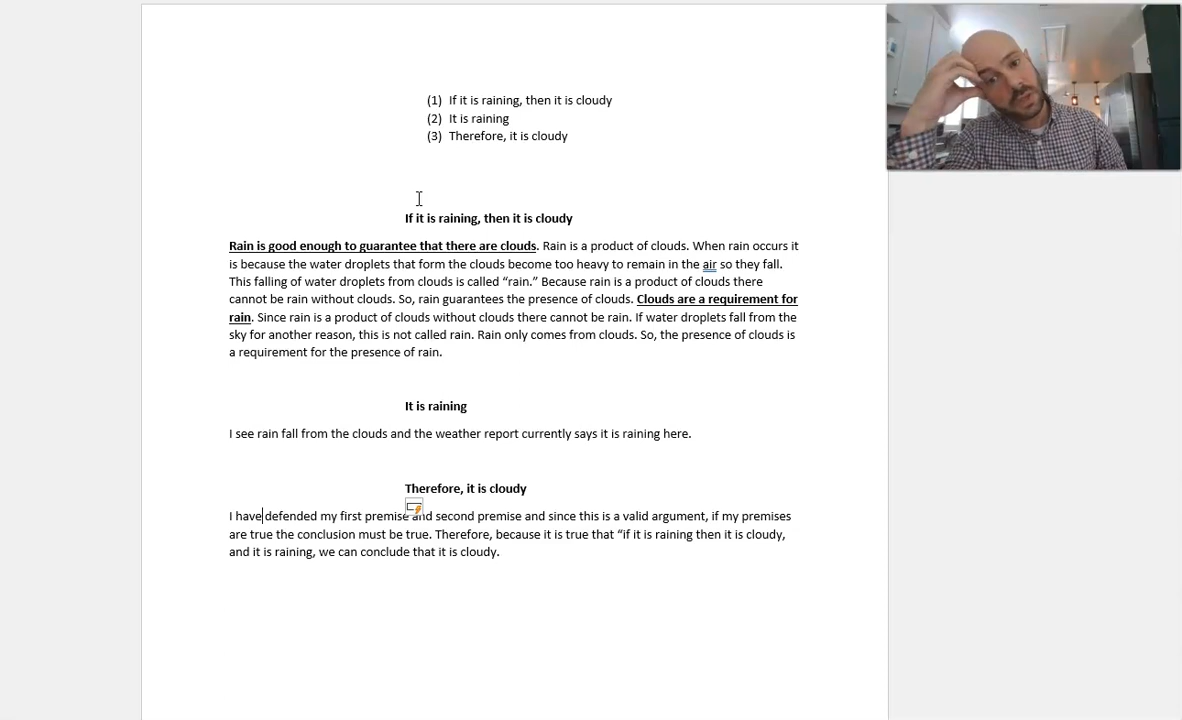 (1) If it is raining, then it is cloudy
(2) It is raining
(3) Therefore, it is cloudy
If it is raining, then it is cloudy
Rain is good enough to guarantee that there are clouds. Rain is a product of clouds. When rain occurs it
is because the water droplets that form the clouds become too heavy to remain in the air so they fall.
This falling of water droplets from clouds is called “rain.” Because rain is a product of clouds there
cannot be rain without clouds. So, rain guarantees the presence of clouds. Clouds are a requirement for
rain. Since rain is a product of clouds without clouds there cannot be rain. If water droplets fall from the
sky for another reason, this is not called rain. Rain only comes from clouds. So, the presence of clouds is
a requirement for the presence of rain.
It is raining
I see rain fall from the clouds and the weather report currently says it is raining here.
Therefore, it is cloudy
I have defended my first premise and second premise and since this is a valid argument, if my premises
are true the conclusion must be true. Therefore, because it is true that “if it is raining then it is cloudy,
and it is raining, we can conclude that it is cloudy.